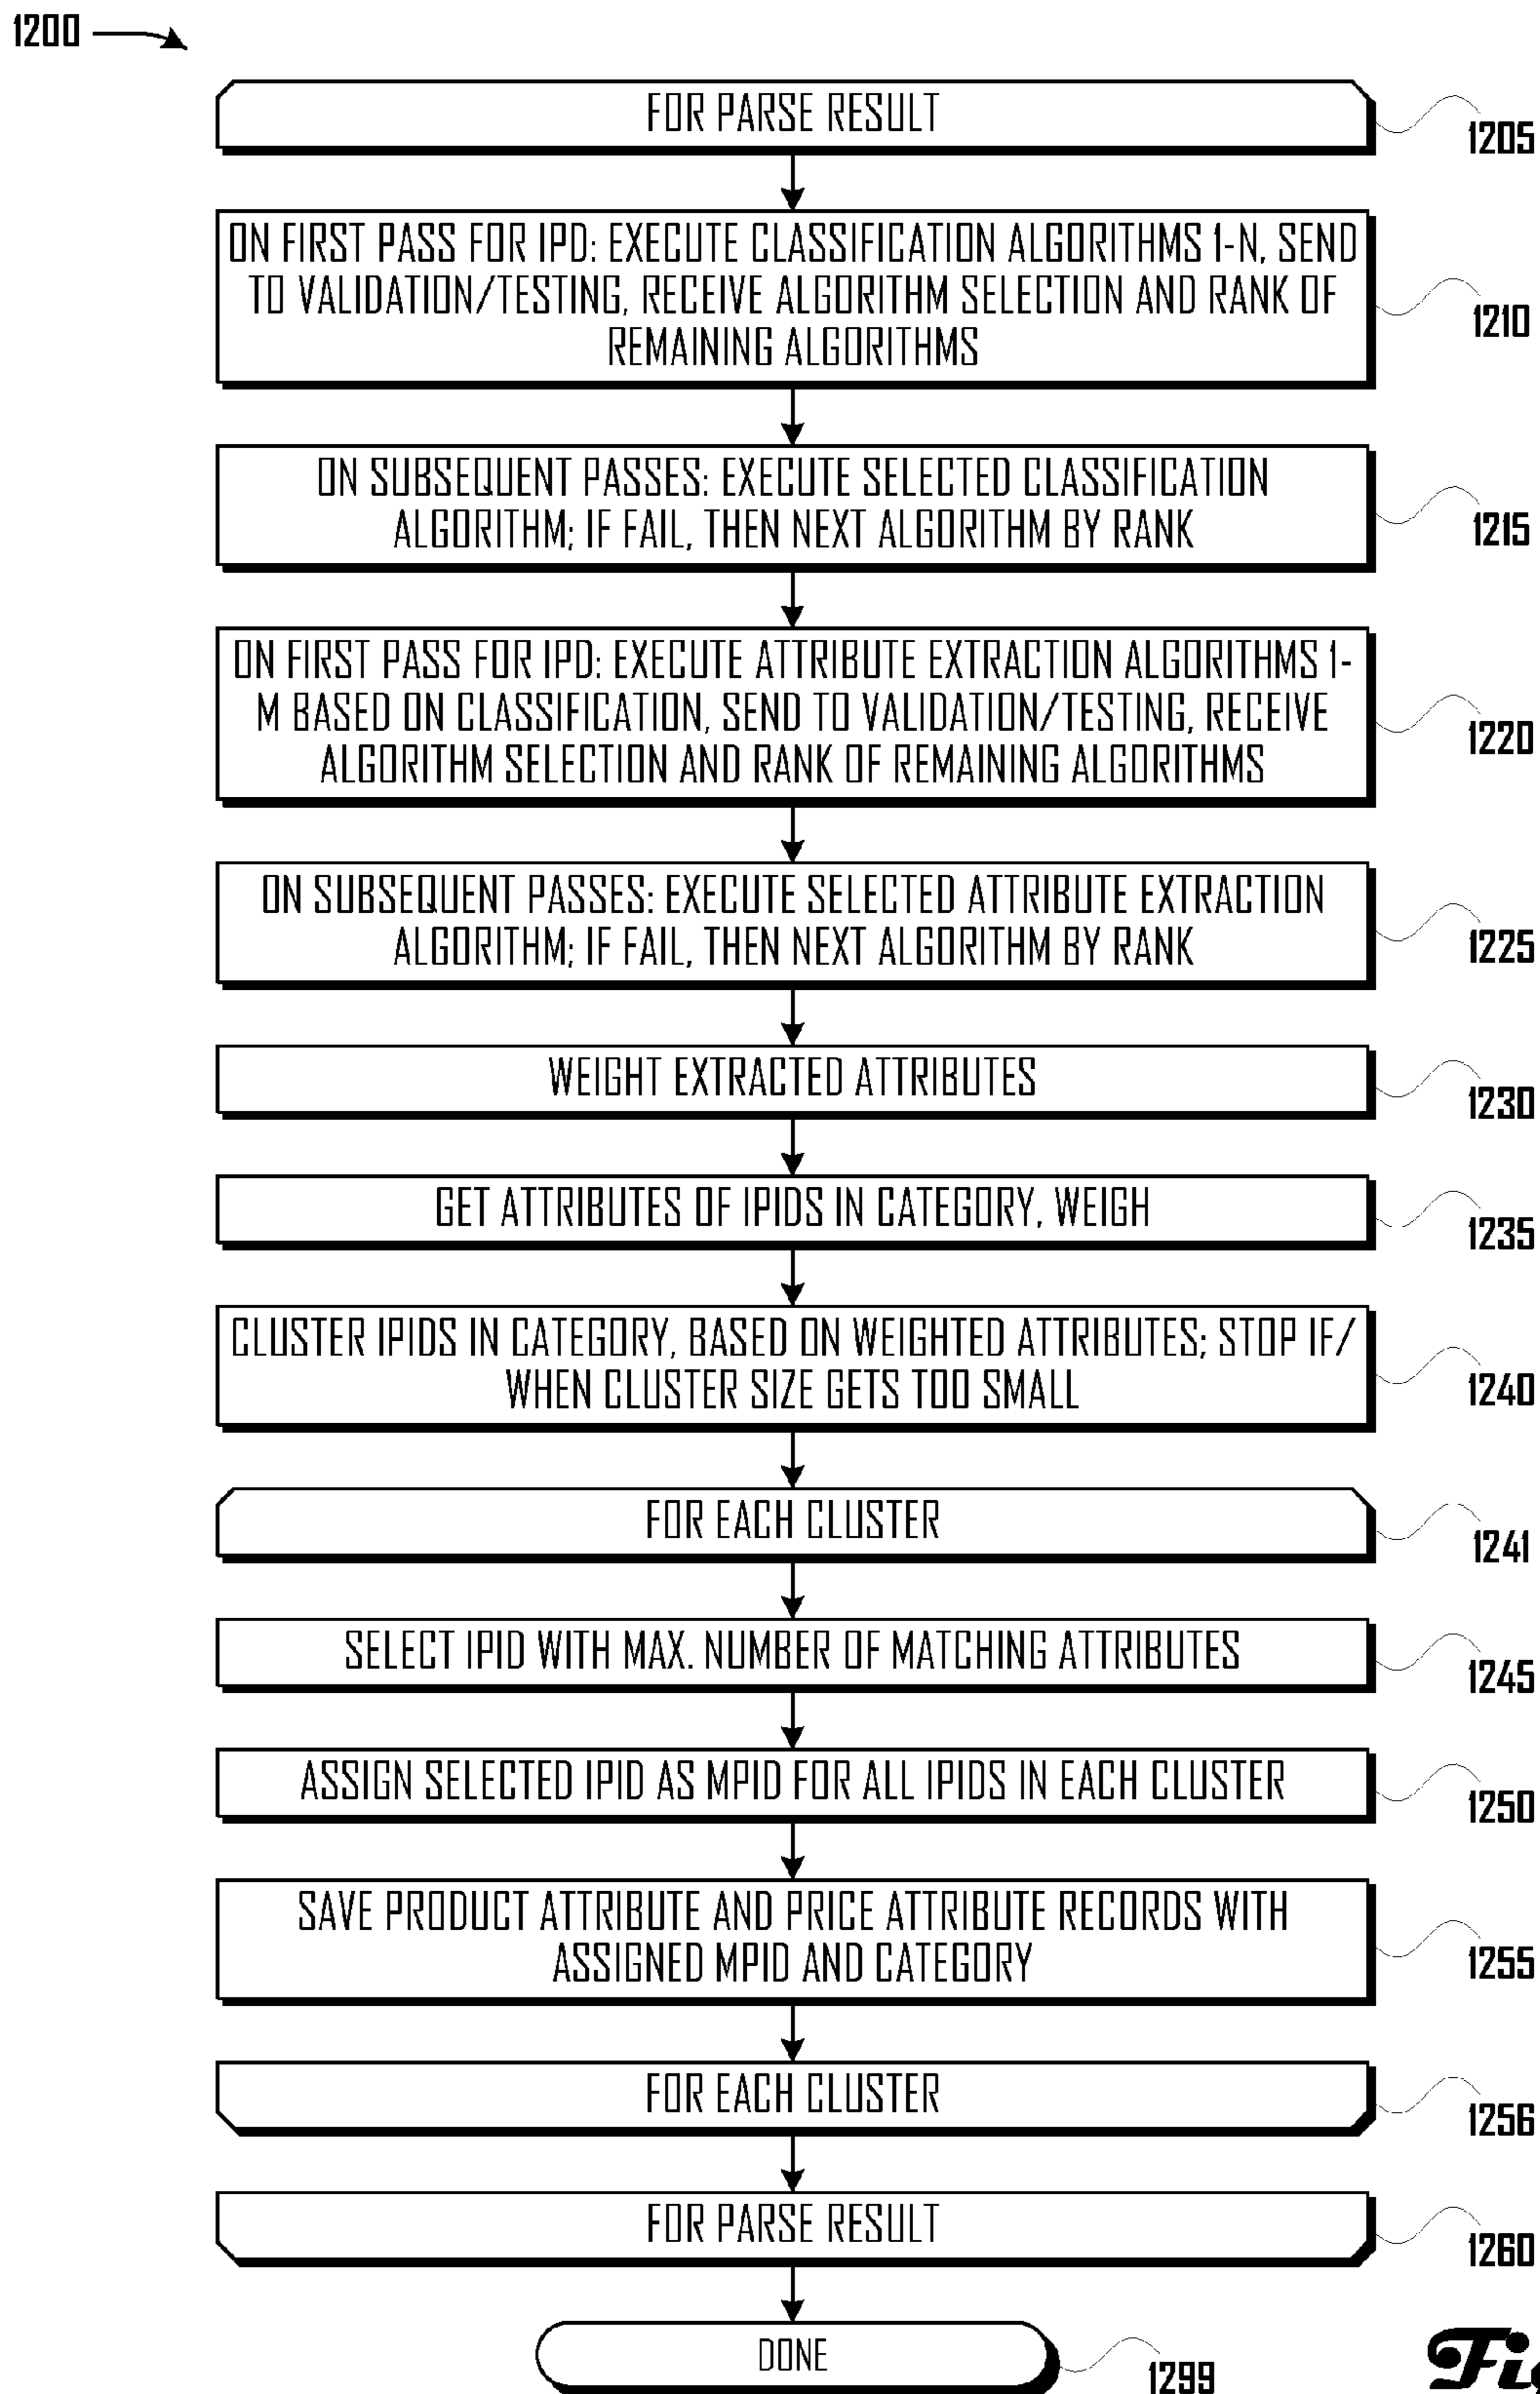 1200
FOR PARSE RESULT
1205
ON FIRST PASS FOR IPD: EXECUTE CLASSIFICATION ALGORITHMS 1-N, SEND
TO VALIDATION/TESTING, RECEIVE ALGORITHM SELECTION AND RANK OF
REMAINING ALGORITHMS
1210
ON SUBSEQUENT PASSES: EXECUTE SELECTED CLASSIFICATION
ALGORITHM; IF FAIL, THEN NEXT ALGORITHM BY RANK
1215
ON FIRST PASS FOR IPD: EXECUTE ATTRIBUTE EXTRACTION ALGORITHMS 1-
M BASED ON CLASSIFICATION, SEND TO VALIDATION/TESTING, RECEIVE
ALGORITHM SELECTION AND RANK OF REMAINING ALGORITHMS
1220
ON SUBSEQUENT PASSES: EXECUTE SELECTED ATTRIBUTE EXTRACTION
ALGORITHM; IF FAIL, THEN NEXT ALGORITHM BY RANK
1225
WEIGHT EXTRACTED ATTRIBUTES
1230
GET ATTRIBUTES OF IPIDS IN CATEGORY, WEIGH
1235
CLUSTER IPIDS IN CATEGORY, BASED ON WEIGHTED ATTRIBUTES; STOP IF/
WHEN CLUSTER SIZE GETS TOO SMALL
1240
FOR EACH CLUSTER
1241
SELECT IPID WITH MAX. NUMBER OF MATCHING ATTRIBUTES
1245
ASSIGN SELECTED IPID AS MPID FOR ALL IPIDS IN EACH CLUSTER
1250
SAVE PRODUCT ATTRIBUTE AND PRICE ATTRIBUTE RECORDS WITH
ASSIGNED MPID AND CATEGORY
1255
FOR EACH CLUSTER
1256
FOR PARSE RESULT
1260
DONE
1299